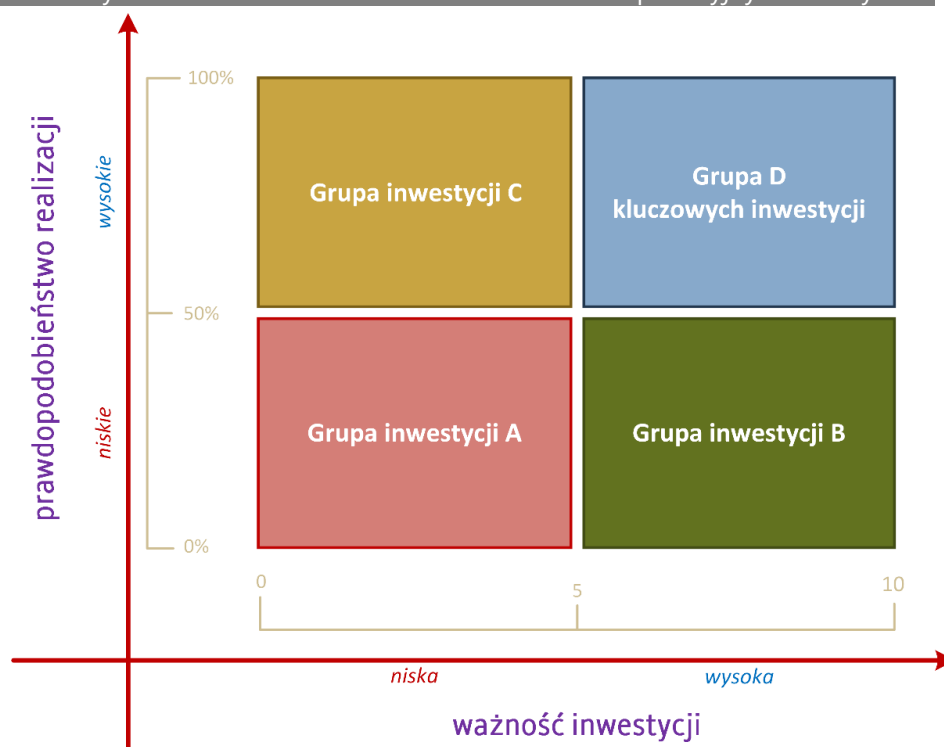 100%
50%
0%
prawdopodobieństwo realizacji
wysokie
niskie
Grupa inwestycji C
Grupa D
kluczowych inwestycji
Grupa inwestycji A
Grupa inwestycji B
0
5
10
niska
wysoka
ważność inwestycji